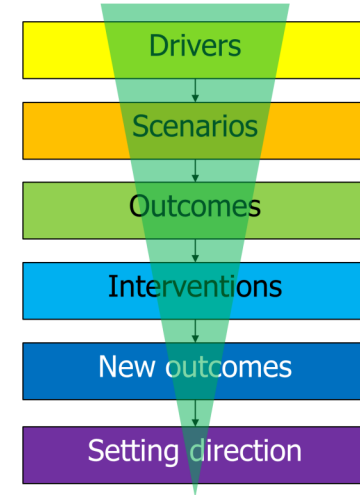 Drivers
Scenarios
Outcomes
Interventions
New outcomes
Setting direction